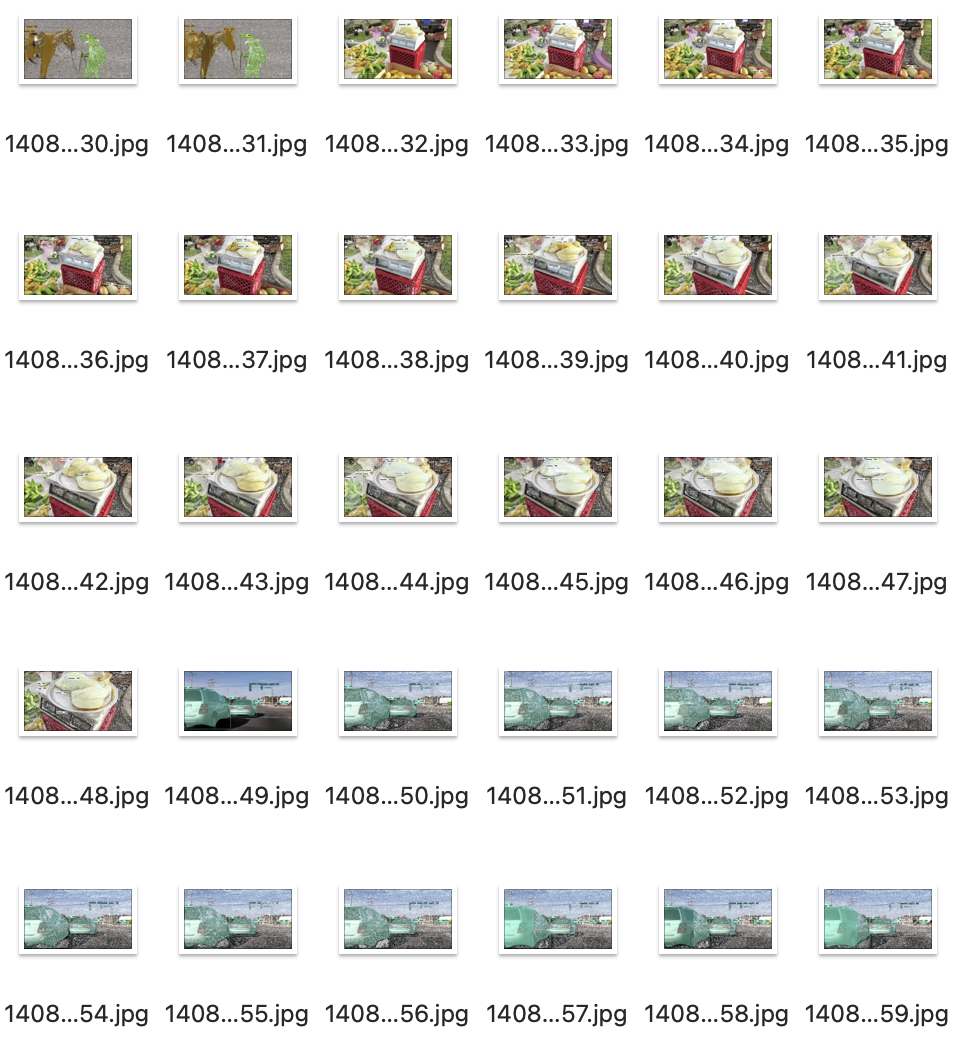 1408...30.jpg 1408...31.jpg 1408...32.jpg 1408...33.jpg 1408...34.jpg 1408...35.jpg
1408...36.jpg 1408...37.jpg 1408...38.jpg 1408...39.jpg 1408...40.jpg 1408...41.jpg
1408...42.jpg 1408...43.jpg 1408...44.jpg 1408...45.jpg 1408...46.jpg 1408...47.jpg
1408...48.jpg 1408...49.jpg 1408...50.jpg 1408...51.jpg 1408...52.jpg 1408...53.jpg
1408...54.jpg 1408...55.jpg 1408...56.jpg 1408...57.jpg 1408...58.jpg 1408...59.jpg